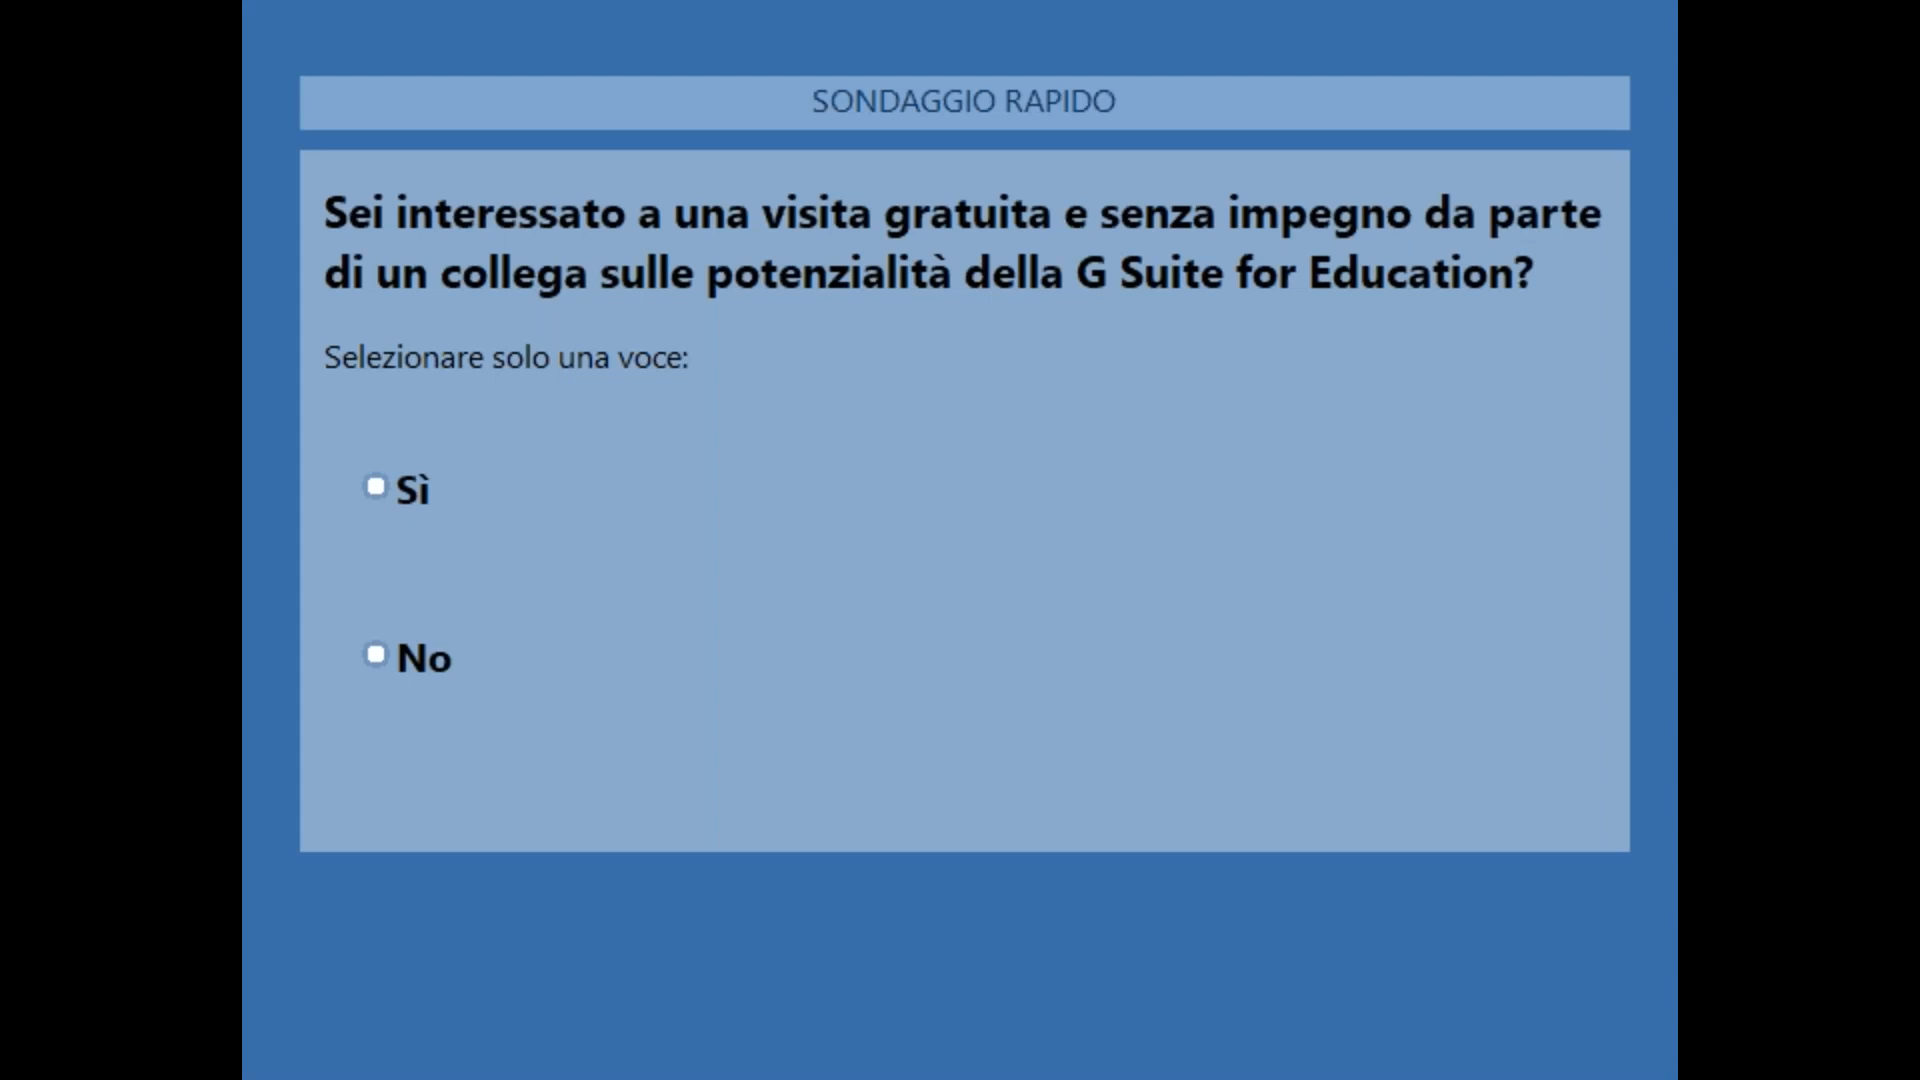 SONDAGGIO RAPIDO
Sei interessato a una visita gratuita e senza impegno da parte
di un collega sulle potenzialità della G Suite for Education?
Selezionare solo una voce:
Sì
No